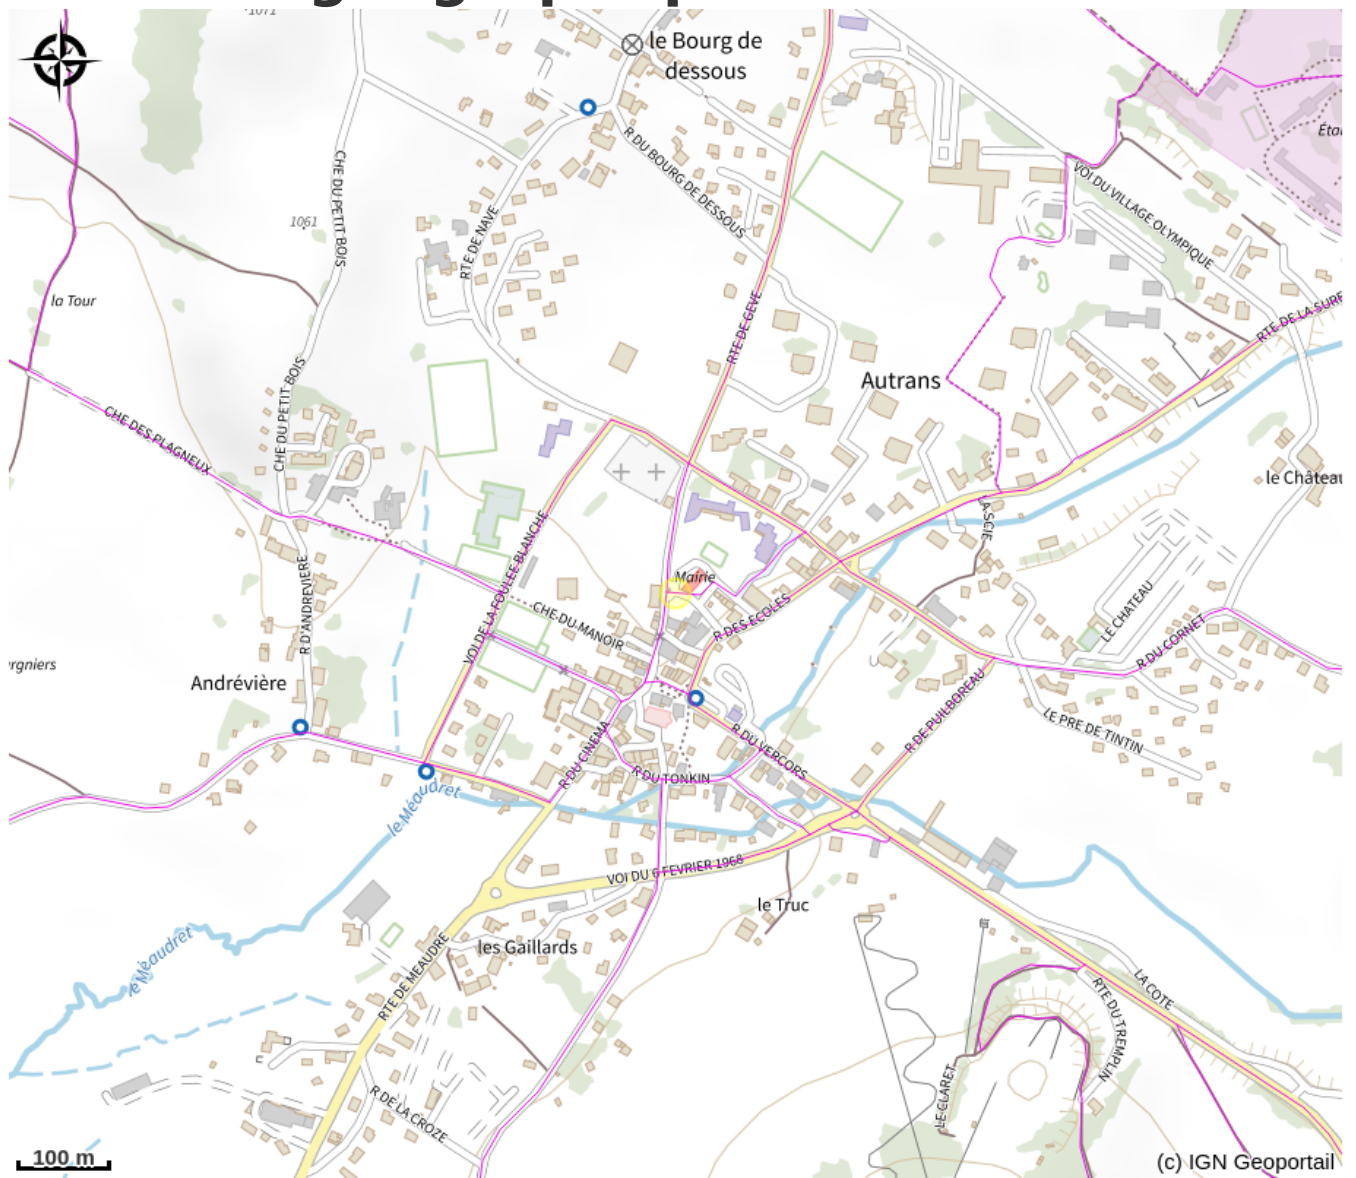 1071
le Bourg de
dessous
Éta
R DU BOURG DE DESSOUS
CHE DU PETIT BOIS
VOI DU VILLAGE OLYMPIQUE
1061
RTE DE NAVE
la Tour
RTE DE GEVE
RTE DE LA SURE
Autrans
CHE DU PETIT BOIS
CHE DES PLAGNEUX
le Châtea
LA SCIE
VOI DE LA FOULEE BLANCHE
R D'ANDREVIERE
Mairie
CHE DU MANOIR
R DES ECOLES
LE CHATEAU
R DU CORNET
rgniers
Andrévière
R DE PUILBOREAU
LE PRE DE TINTIN
R DU CINEMA
R DU VERCORS
R DU TONKIN
le Méaudret
VOI DU 6 FEVRIER 1968
le Truc
les Gaillards
le Méaudret
RTE DE MEAUDRE
LA COTE
RTE DU TREMPLIN
LE CLARET
R DE LA CROZE
100 m
(c) IGN Geoportail